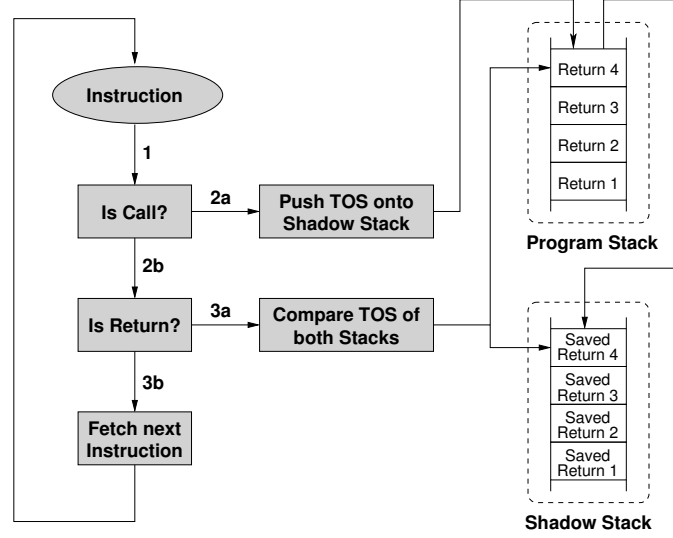 Instruction
1
Is Call?
2a
Push TOS onto
Shadow Stack
2b
Is Return?
3a
Compare TOS of
both Stacks
3b
Fetch next
Instruction
Return 4
Return 3
Return 2
Return 1
Program Stack
Saved
Return 4
Saved
Return 3
Saved
Return 2
Saved
Return 1
Shadow Stack